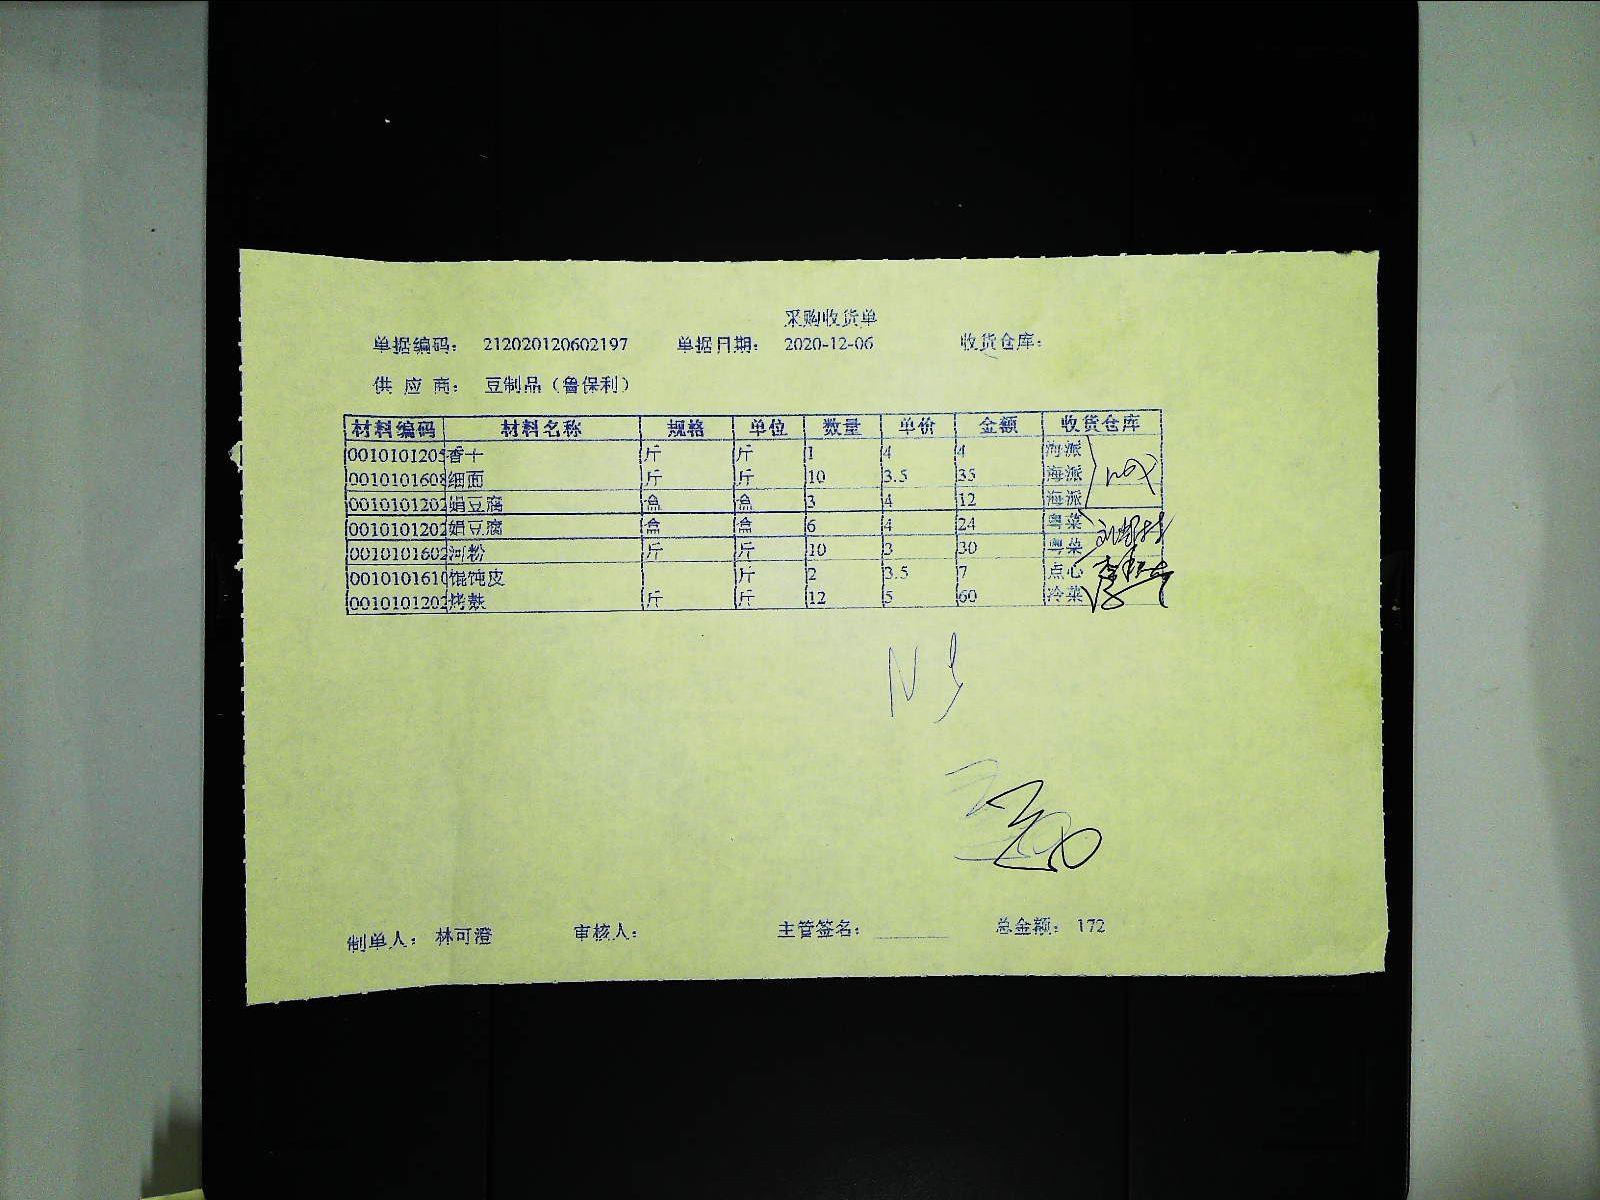 采购收货单
单据编码： 212020120602197 单据日期： 2020-12-06 收货仓库：
供 应 商： 豆制品（鲁保利）
材料编码 材料名称 规格 单位 数量 单价 金额 收货仓库
0010101205 香干 斤 斤 1 4 4 海派
0010101608 细面 斤 斤 10 3.5 35 海派
0010101202 娟豆腐 盒 盒 3 4 12 海派
0010101202 娟豆腐 盒 盒 6 4 24 粤菜
0010101602 河粉 斤 斤 10 3 30 粤菜
0010101610 馄饨皮 斤 2 3.5 7 点心
0010101202 烤麸 斤 斤 12 5 60 冷菜
制单人： 林可澄 审核人： 主管签名： 总金额： 172